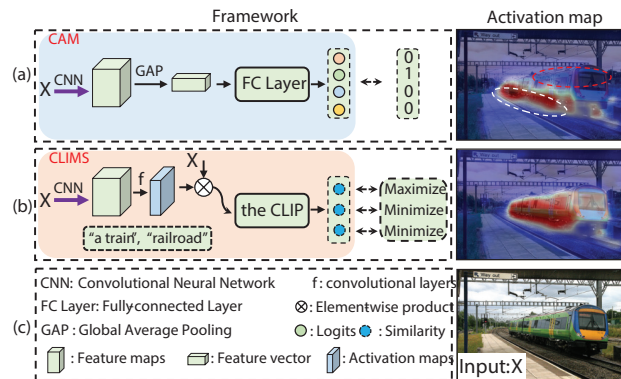 Framework
Activation map
(a)
CAM
X CNN
GAP
FC Layer
0
1
0
0
(b)
CLIMS
X CNN
f
X
the CLIP
Maximize
Minimize
Minimize
"a train", "railroad"
(c)
CNN: Convolutional Neural Network
f : convolutional layers
FC Layer: Fully-connected Layer
: Elementwise product
GAP : Global Average Pooling
: Logits
: Similarity
: Feature maps
: Feature vector
: Activation maps
Way out
Input:X